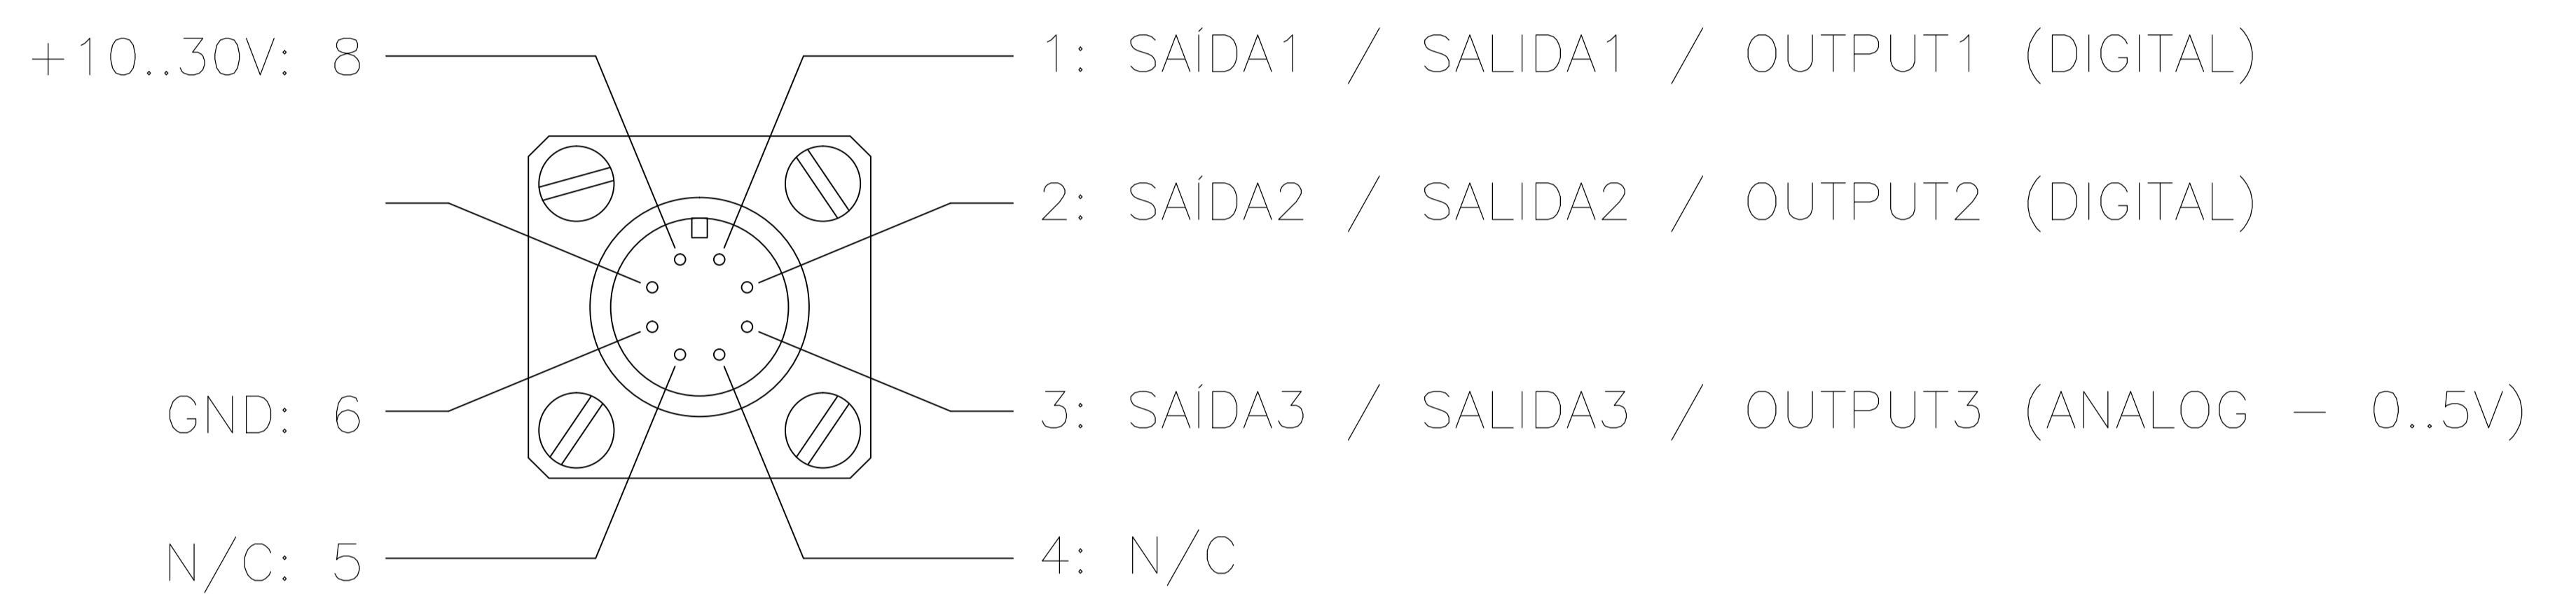 +10..30V: 8
1: SAÍDA1 / SALIDA1 / OUTPUT1 (DIGITAL)
2: SAÍDA2 / SALIDA2 / OUTPUT2 (DIGITAL)
GND: 6
3: SAÍDA3 / SALIDA3 / OUTPUT3 (ANALOG - 0..5V)
N/C: 5
4: N/C